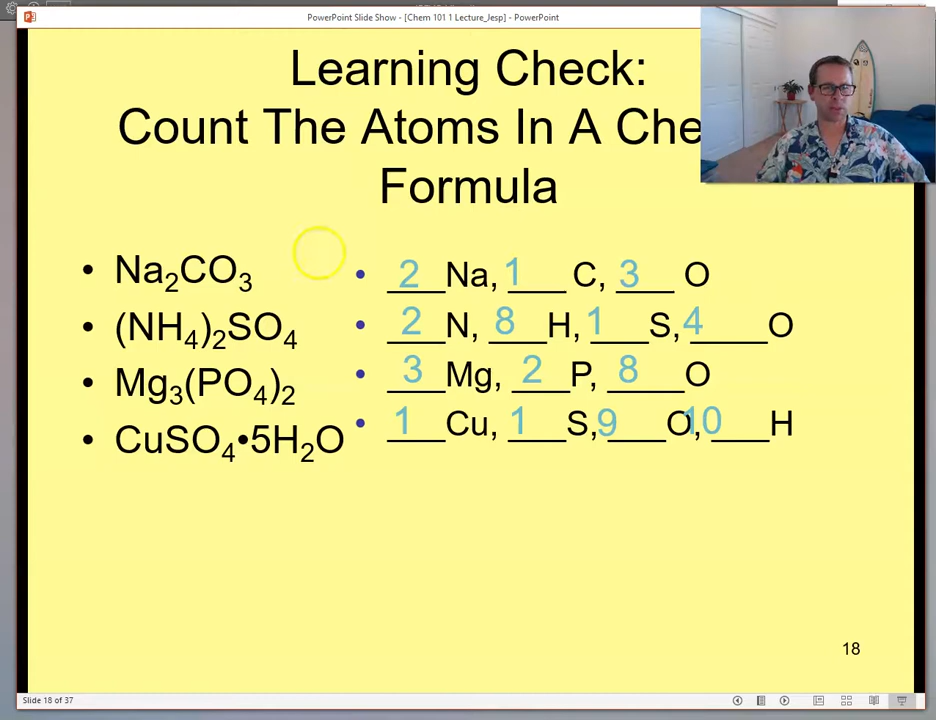 PowerPoint Slide Show - [Chem 101 1 Lecture_Jesp] - PowerPoint
Learning Check:
Count The Atoms In A Che
Formula
• Na₂CO₃
• (NH₄)₂SO₄
• Mg₃(PO₄)₂
• CuSO₄•5H₂O
• 2 Na, 1 C, 3 O
• 2 N, 8 H, 1 S, 4 O
• 3 Mg, 2 P, 8 O
• 1 Cu, 1 S, 9 O, 10 H
18
Slide 18 of 37